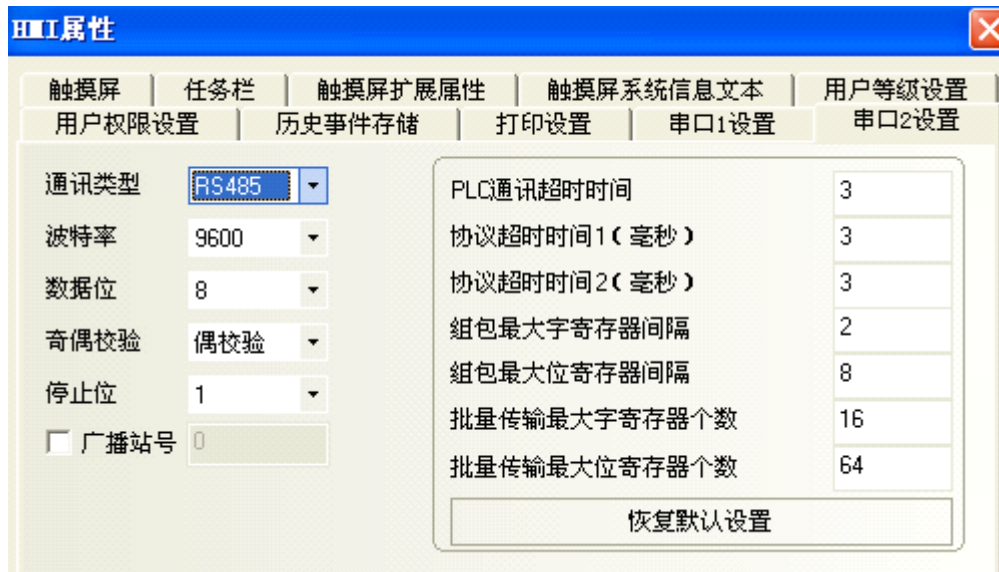 HMI属性
触摸屏 任务栏 触摸屏扩展属性 触摸屏系统信息文本 用户等级设置
用户权限设置 历史事件存储 打印设置 串口1设置 串口2设置
通讯类型 RS485
波特率 9600
数据位 8
奇偶校验 偶校验
停止位 1
广播站号 0
PLC通讯超时时间 3
协议超时时间1(毫秒) 3
协议超时时间2(毫秒) 3
组包最大字寄存器间隔 2
组包最大位寄存器间隔 8
批量传输最大字寄存器个数 16
批量传输最大位寄存器个数 64
恢复默认设置